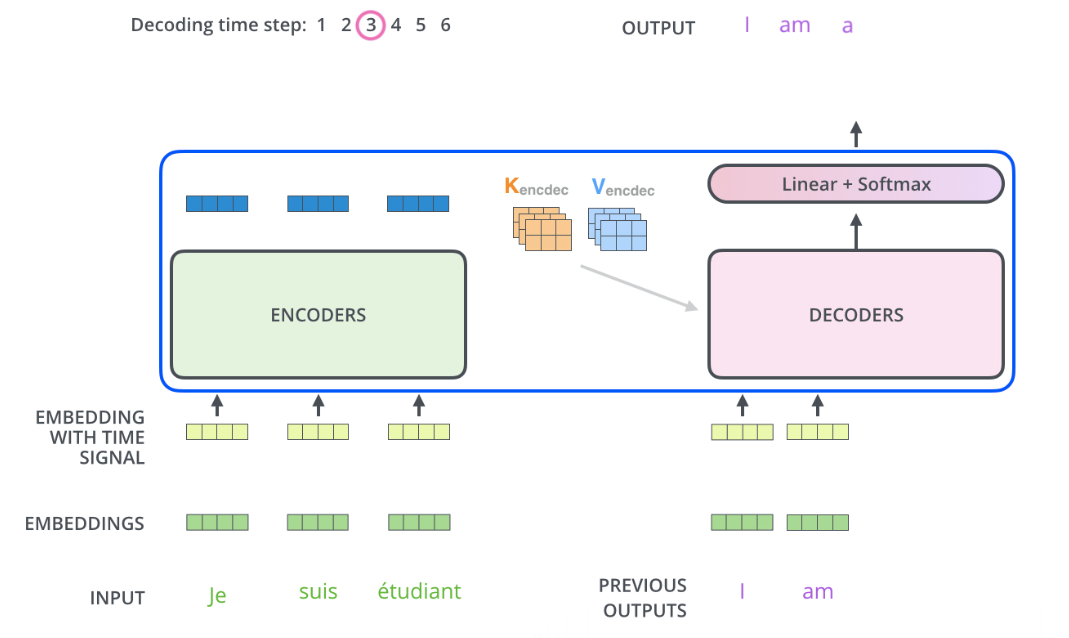 Decoding time step: 1 2 3 4 5 6
OUTPUT I am a
Kencdec Vencdec
Linear + Softmax
ENCODERS
DECODERS
EMBEDDING
WITH TIME
SIGNAL
EMBEDDINGS
INPUT Je suis étudiant
PREVIOUS
OUTPUTS
I am